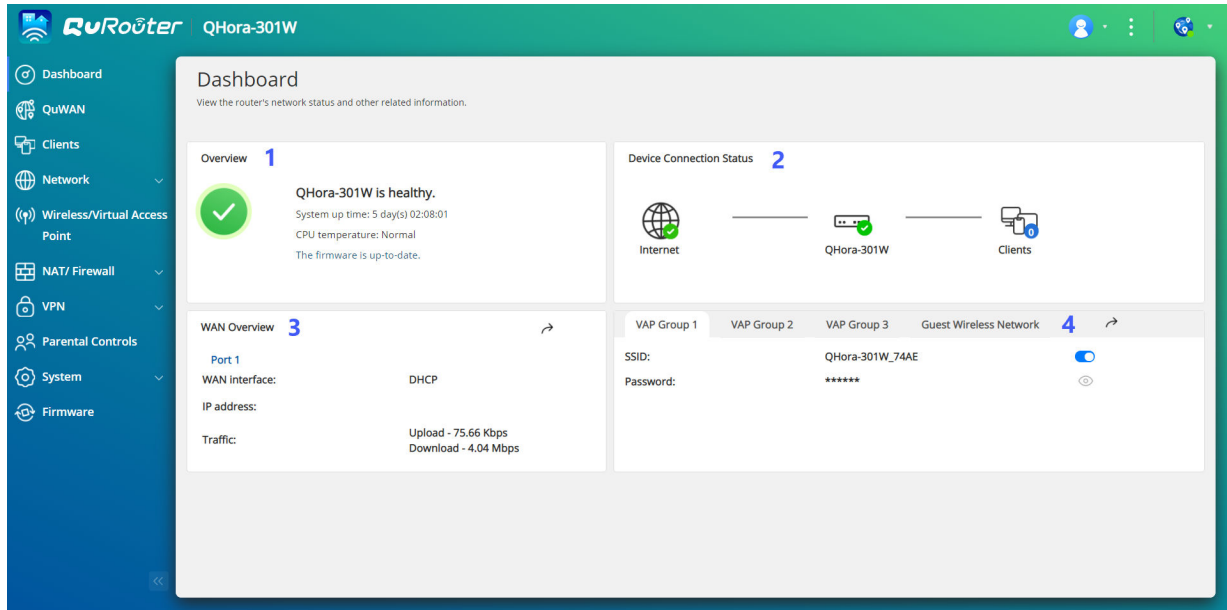 QuRoûter QHora-301W
Dashboard
QuWAN
Clients
Network
Wireless/Virtual Access
Point
NAT/ Firewall
VPN
Parental Controls
System
Firmware
Dashboard
View the router's network status and other related information.
Overview 1
QHora-301W is healthy.
System up time: 5 day(s) 02:08:01
CPU temperature: Normal
The firmware is up-to-date.
Device Connection Status 2
Internet QHora-301W Clients
0
WAN Overview 3
Port 1
WAN interface: DHCP
IP address:
Traffic: Upload - 75.66 Kbps
Download - 4.04 Mbps
VAP Group 1 VAP Group 2 VAP Group 3 Guest Wireless Network 4
SSID: QHora-301W_74AE
Password: ******